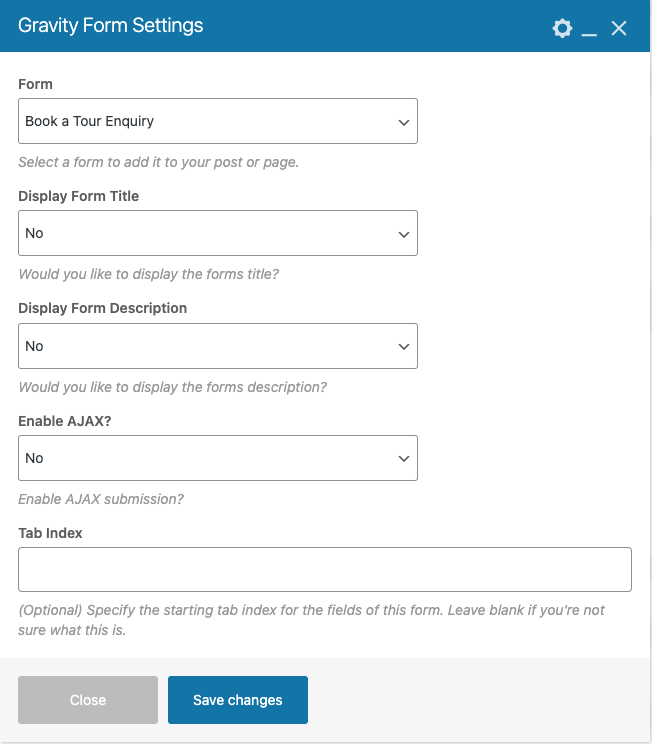 Gravity Form Settings
Form
Book a Tour Enquiry
Select a form to add it to your post or page.
Display Form Title
No
Would you like to display the forms title?
Display Form Description
No
Would you like to display the forms description?
Enable AJAX?
No
Enable AJAX submission?
Tab Index
(Optional) Specify the starting tab index for the fields of this form. Leave blank if you're not
sure what this is.
Close
Save changes